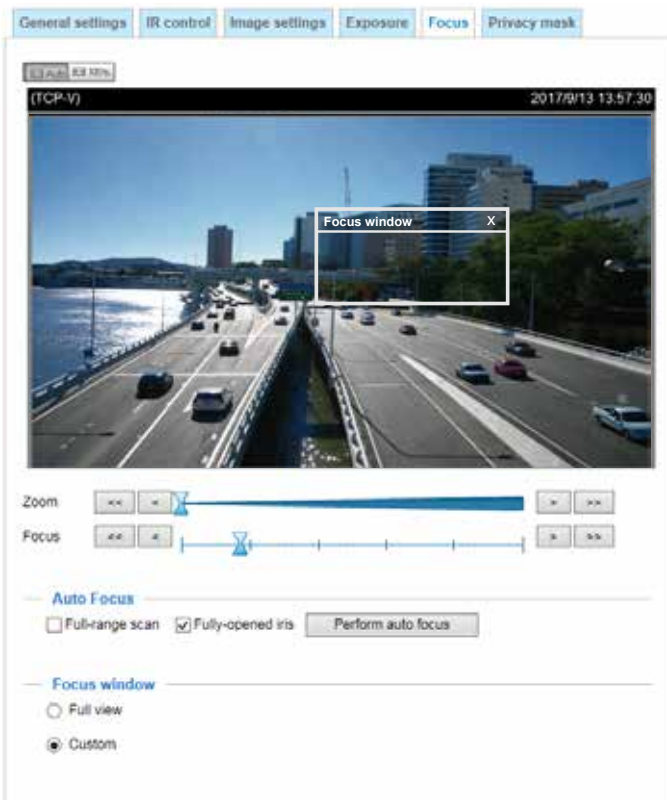 General settings IR control Image settings Exposure Focus Privacy mask
Auto
(TCP-V) 2017/9/13 13:57:30
Focus window X
Zoom << < > >>
Focus << < > >>
Auto Focus
Full-range scan Fully-opened iris Perform auto focus
Focus window
Full view
Custom